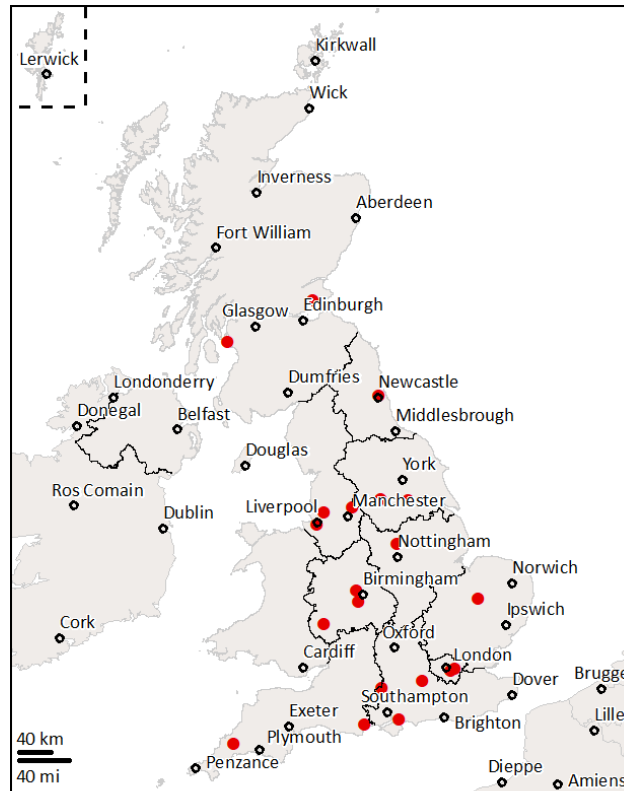 Kirkwall
Lerwick
Wick
Inverness
Aberdeen
Fort William
Glasgow
Edinburgh
Londonderry
Dumfries
Newcastle
Donegal
Belfast
Middlesbrough
Douglas
York
Ros Comain
Liverpool
Manchester
Dublin
Nottingham
Birmingham
Norwich
Ipswich
Cork
Oxford
Cardiff
London
Southampton
Dover
Brugge
Exeter
Brighton
Lille
Plymouth
40 km
Penzance
40 mi
Dieppe
Amiens